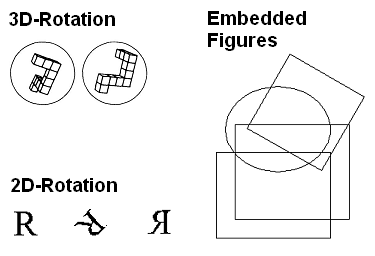 3D-Rotation
Embedded
Figures
2D-Rotation
R R Я